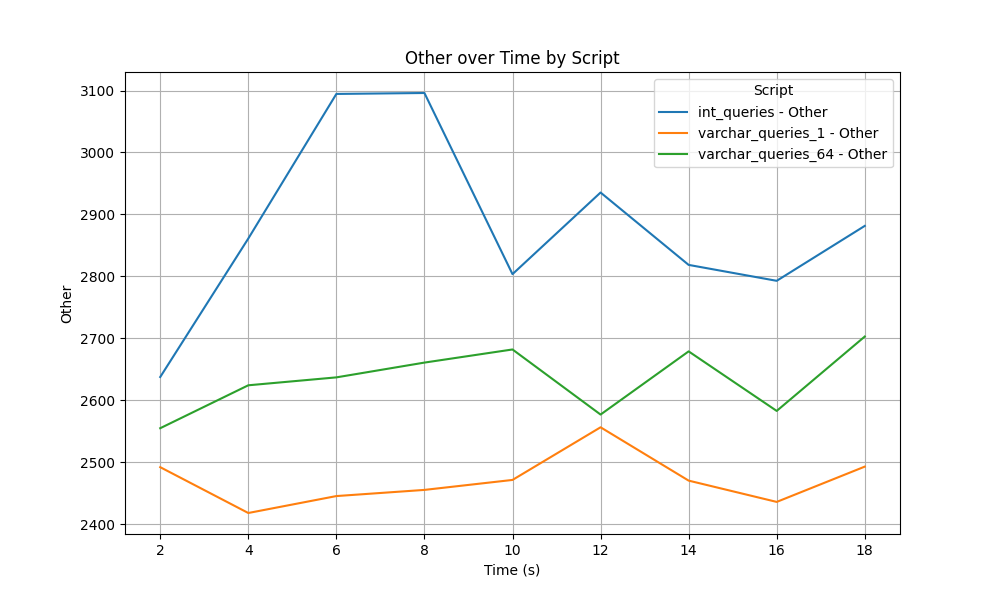 Other over Time by Script
Script
int_queries - Other
varchar_queries_1 - Other
varchar_queries_64 - Other
Other
3100
3000
2900
2800
2700
2600
2500
2400
2 4 6 8 10 12 14 16 18
Time (s)